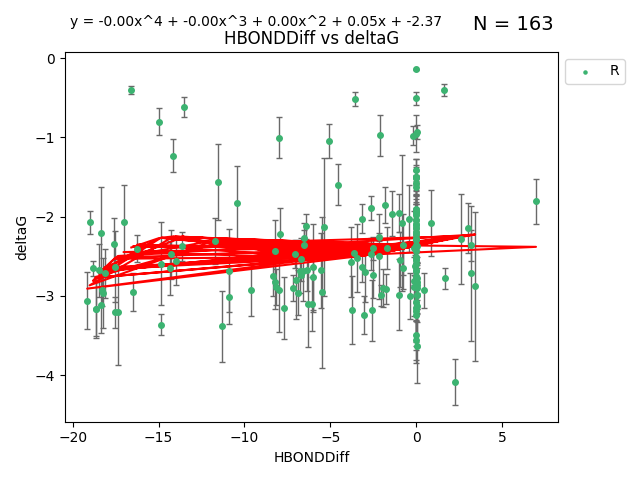 y = -0.00x^4 + -0.00x^3 + 0.00x^2 + 0.05x + -2.37
N = 163
HBONDDiff vs deltaG
R
deltaG
0
−1
−2
−3
−4
−20 −15 −10 −5 0 5
HBONDDiff